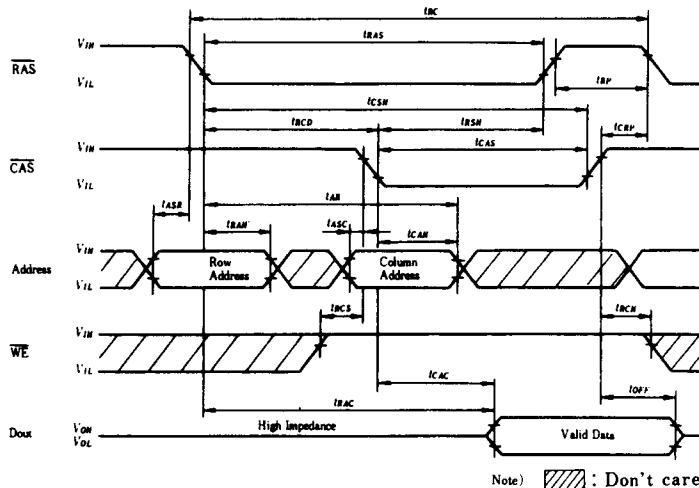 tRC
VIH
tRAS
RAS
tRP
VIL
tCSH
tRCD
tRSH
tCRP
VIH
tCAS
CAS
VIL
tASR
tAR
tRAH
tASC
tCAH
VIH
Address
Row
Address
Column
Address
VIL
tRCS
tRCH
VIH
WE
VIL
tCAC
tOFF
tRAC
High Impedance
Dout
VOH
VOL
Valid Data
Note)
: Don't care